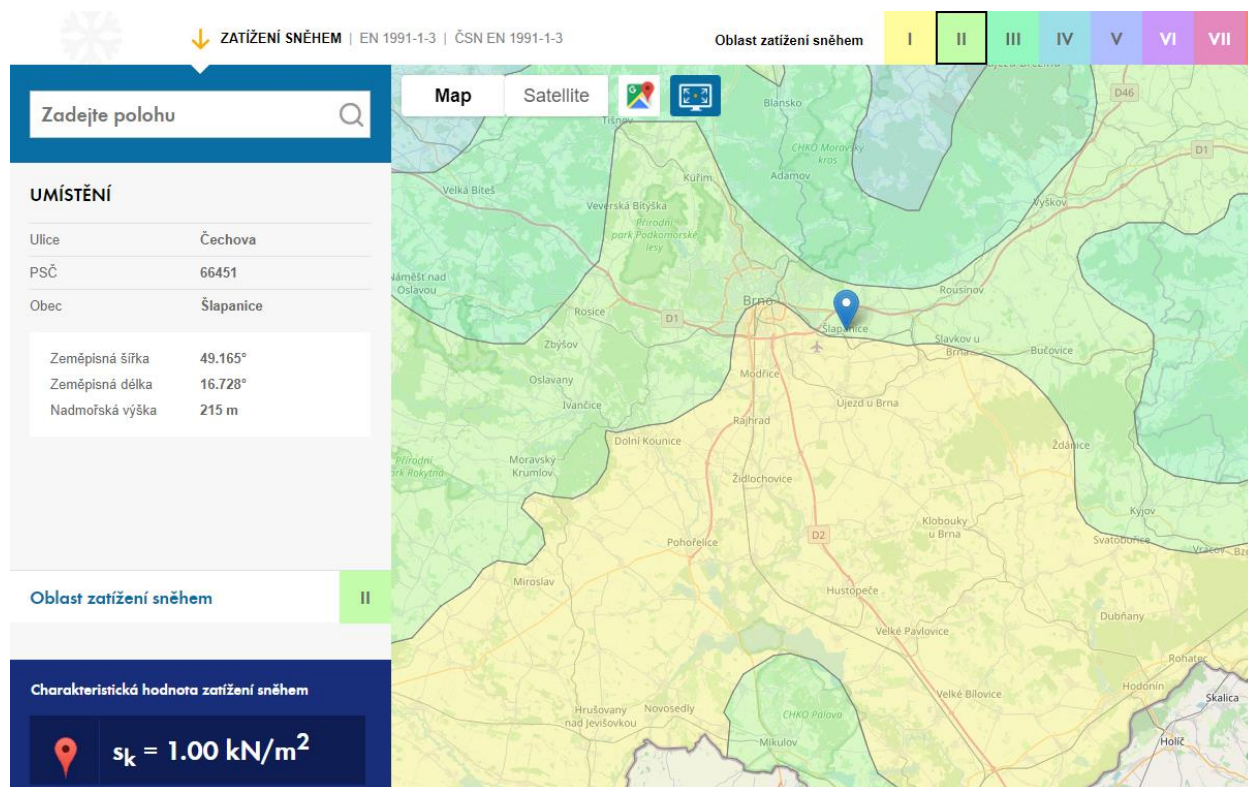 ZATÍŽENÍ SNĚHEM | EN 1991-1-3 | ČSN EN 1991-1-3
Oblast zatížení sněhem I II III IV V VI VII
Zadejte polohu
UMÍSTĚNÍ
Ulice Čechova
PSČ 66451
Obec Šlapanice
Zeměpisná šířka 49.165°
Zeměpisná délka 16.728°
Nadmořská výška 215 m
Oblast zatížení sněhem II
Charakteristická hodnota zatížení sněhem
sk = 1.00 kN/m2
Map Satellite
Blansko
D46
Tišnov
CHKO Moravský
kras
D1
Kuřim
Adamov
Velká Bíteš
Vyškov
Veverská Bítýška
Přírodní
park Podkomorské
lesy
Náměšť nad
Oslavou
Rousínov
Brno
Rosice
D1
Šlapanice
Slavkov u
Brna
Zbýšov
Bučovice
Modřice
Oslavany
Ivančice
Újezd u Brna
Rajhrad
Dolní Kounice
Ždánice
Přírodní
park Rokytná
Moravský
Krumlov
Židlochovice
Kyjov
Klobouky
u Brna
D2
Pohořelice
Svatobořice
Vracov
Miroslav
Hustopeče
Dubňany
Velké Pavlovice
Rohatec
Hodonín
Velké Bílovice
Skalica
Hrušovany
nad Jevišovkou
Novosedly
CHKO Pálava
Mikulov
Holíč